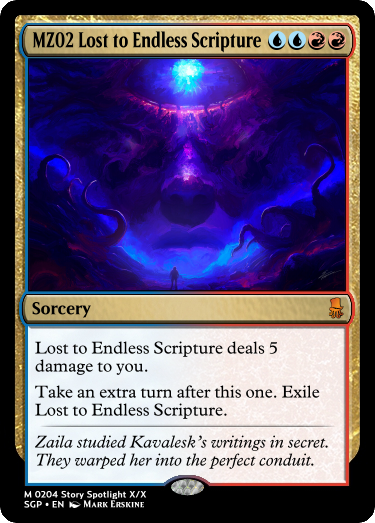 MZ02 Lost to Endless Scripture
Sorcery
Lost to Endless Scripture deals 5
damage to you.
Take an extra turn after this one. Exile
Lost to Endless Scripture.
Zaila studied Kavalesk's writings in secret.
They warped her into the perfect conduit.
M 0204 Story Spotlight X/X
SGP • EN Mark Erskine